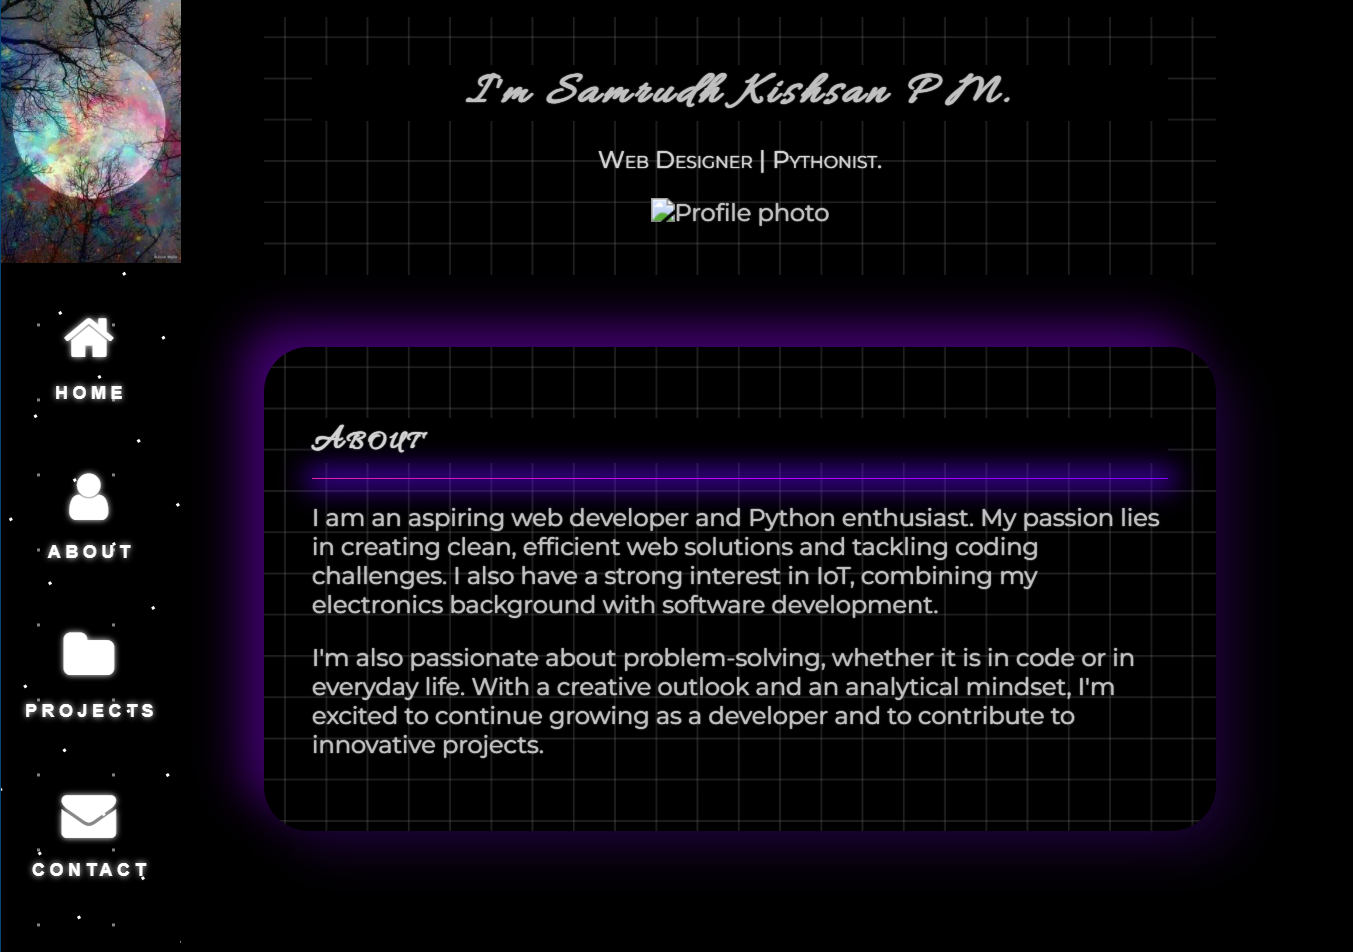 I'm Samrudh Kishsan P M.
Web Designer | Pythonist.
Profile photo
HOME
ABOUT
PROJECTS
CONTACT
About
I am an aspiring web developer and Python enthusiast. My passion lies
in creating clean, efficient web solutions and tackling coding
challenges. I also have a strong interest in IoT, combining my
electronics background with software development.
I'm also passionate about problem-solving, whether it is in code or in
everyday life. With a creative outlook and an analytical mindset, I'm
excited to continue growing as a developer and to contribute to
innovative projects.